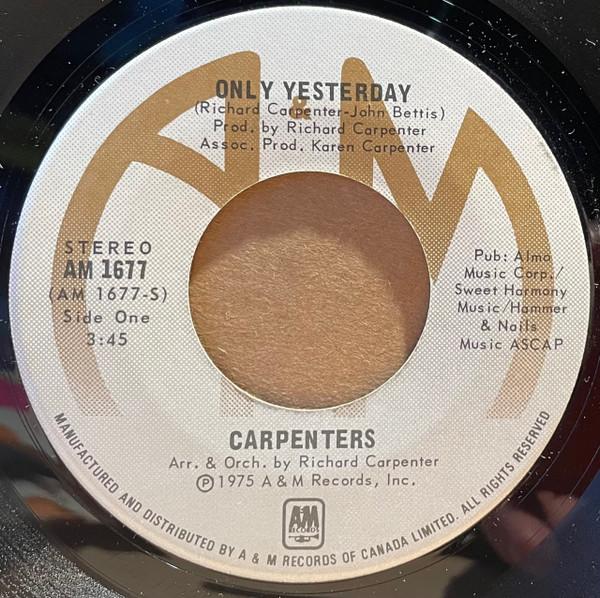 ONLY YESTERDAY
(Richard Carpenter-John Bettis)
Prod. by Richard Carpenter
Assoc. Prod. Karen Carpenter
STEREO
AM 1677
(AM 1677-S)
Side One
3:45
Pub: Almo
Music Corp./
Sweet Harmony
Music/Hammer
& Nails
Music ASCAP
CARPENTERS
Arr. & Orch. by Richard Carpenter
Ⓟ 1975 A & M Records, Inc.
A&M
RECORDS
MANUFACTURED AND DISTRIBUTED BY A & M RECORDS OF CANADA LIMITED. ALL RIGHTS RESERVED